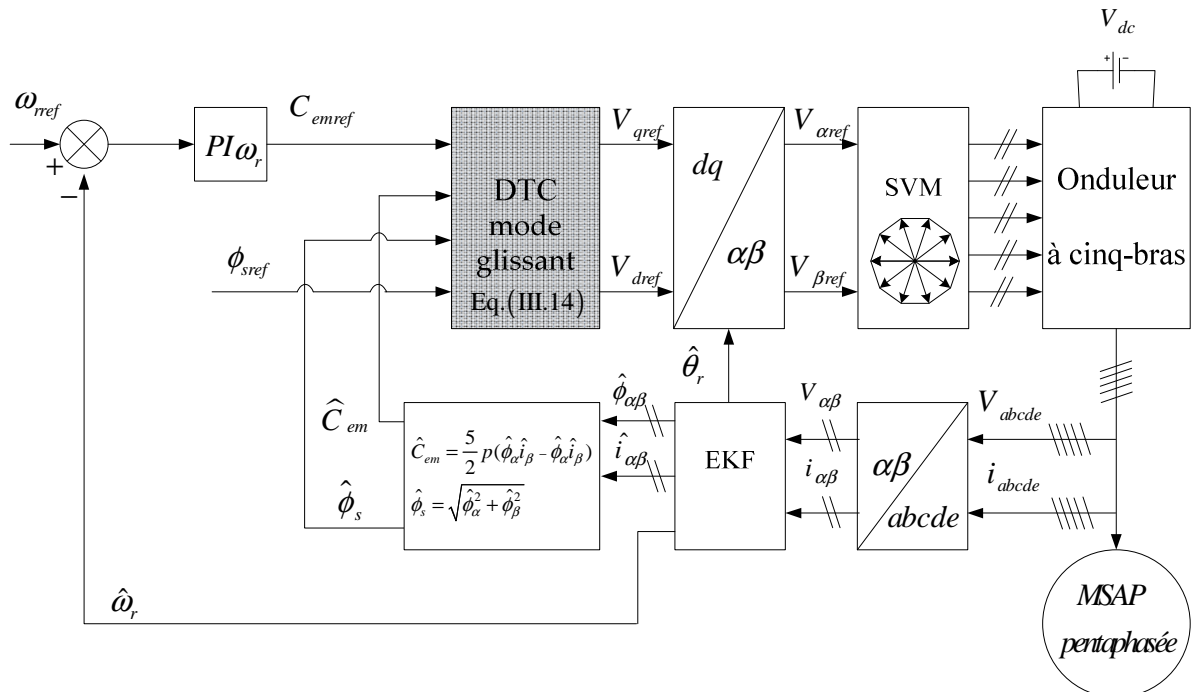 V_dc
+ −
ω_rref
+
−
PIω_r
C_emref
ϕ_sref
DTC
mode
glissant
Eq.(III.14)
V_qref
V_dref
dq
αβ
V_αref
V_βref
SVM
Onduleur
à cinq-bras
θ̂_r
Ĉ_em
ϕ̂_s
Ĉ_em = 5/2 p(ϕ̂_α î_β − ϕ̂_α î_β)
ϕ̂_s = √(ϕ̂_α² + ϕ̂_β²)
ϕ̂_αβ
î_αβ
EKF
V_αβ
i_αβ
αβ
abcde
V_abcde
i_abcde
ω̂_r
MSAP
pentaphasée